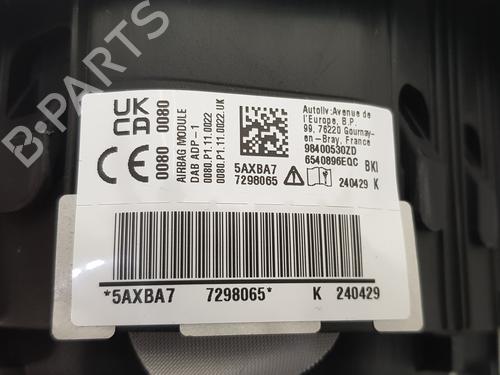 UK
CA
0080 0080
CE
0080 0080
AIRBAG MODULE
DAB ADP-1
0080.P1.11.0022
0080.P1.11.0022.UK
5AXBA7
7298065
Autoliv:Avenue de
l'Europe, B.P.
99, 76220 Gournay-
en-Bray, France
98400530ZD
6540896EQC BKI
240429 K
*5AXBA7 7298065* K 240429
B-PARTS